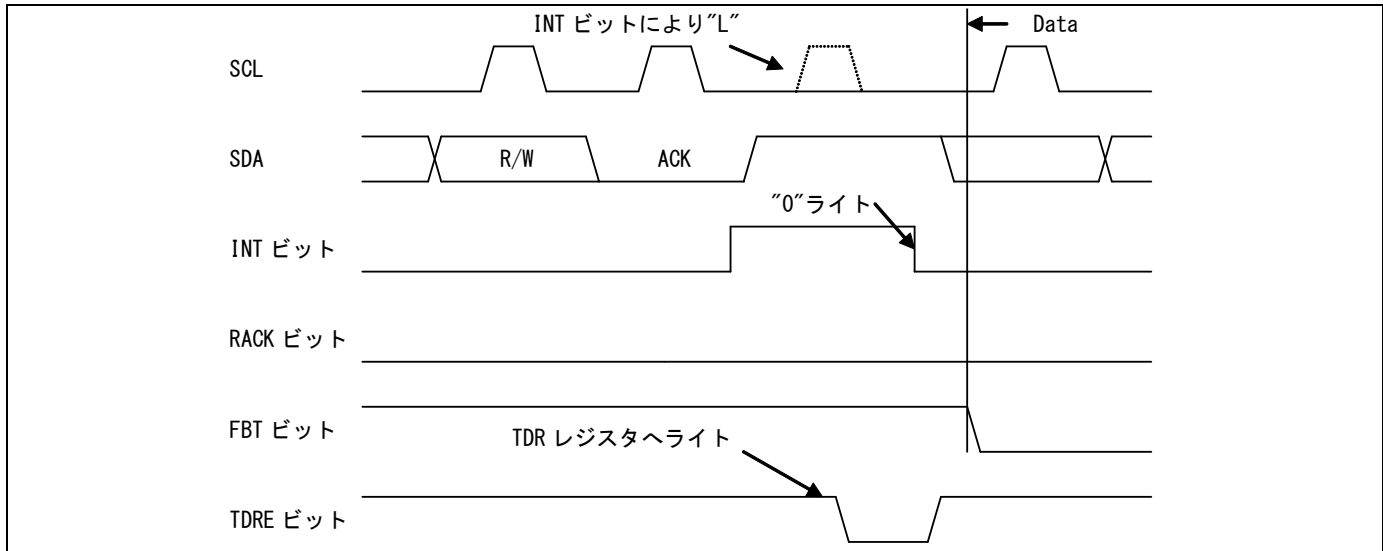 INT ビットにより"L"
Data
SCL
SDA
R/W
ACK
"0"ライト
INT ビット
RACK ビット
FBT ビット
TDR レジスタへライト
TDRE ビット